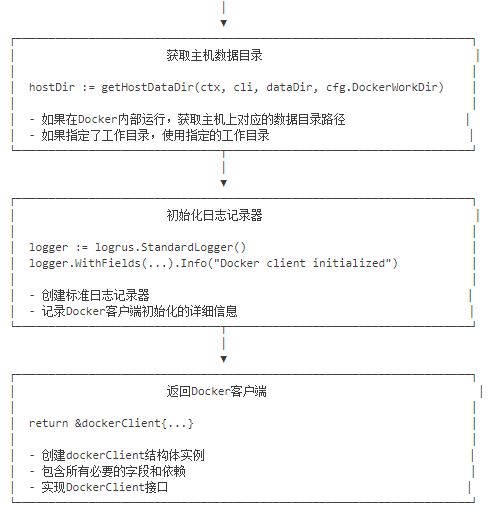 获取主机数据目录
hostDir := getHostDataDir(ctx, cli, dataDir, cfg.DockerWorkDir)
- 如果在Docker内部运行，获取主机上对应的数据目录路径
- 如果指定了工作目录，使用指定的工作目录
初始化日志记录器
logger := logrus.StandardLogger()
logger.WithFields(...).Info("Docker client initialized")
- 创建标准日志记录器
- 记录Docker客户端初始化的详细信息
返回Docker客户端
return &dockerClient{...}
- 创建dockerClient结构体实例
- 包含所有必要的字段和依赖
- 实现DockerClient接口